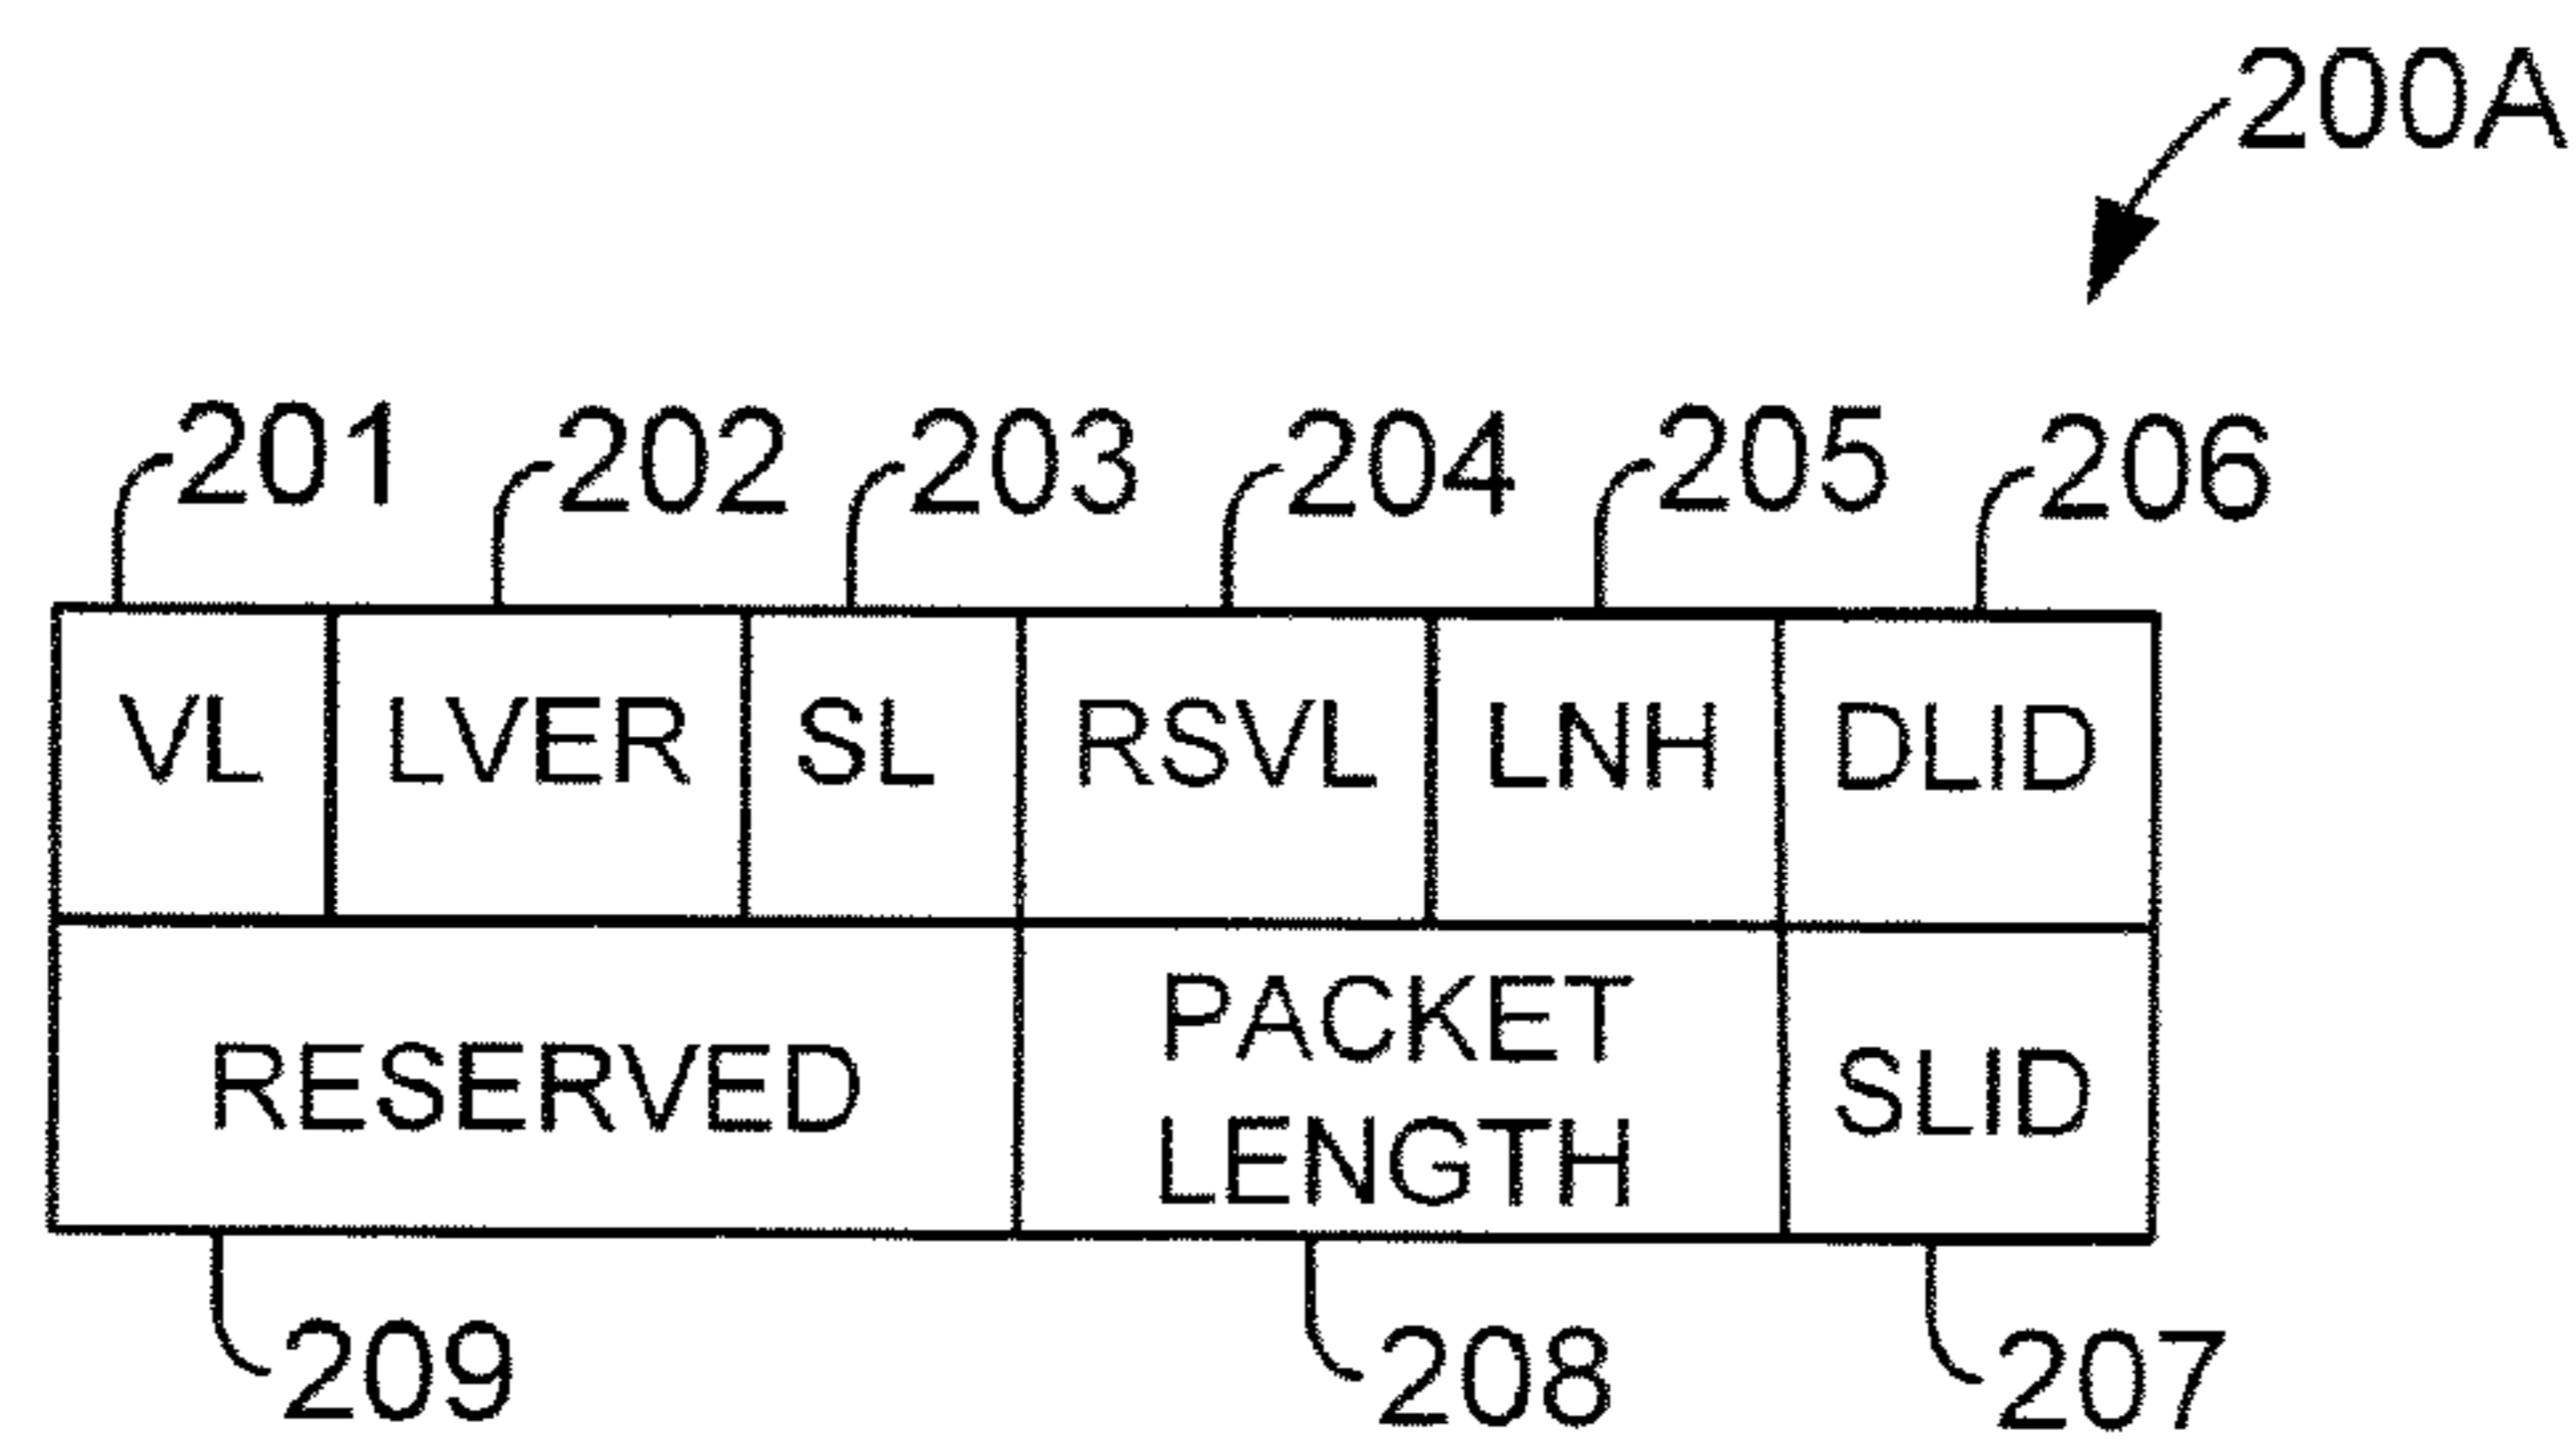 200A
201 202 203 204 205 206
VL LVER SL RSVL LNH DLID
RESERVED PACKET LENGTH SLID
209 208 207